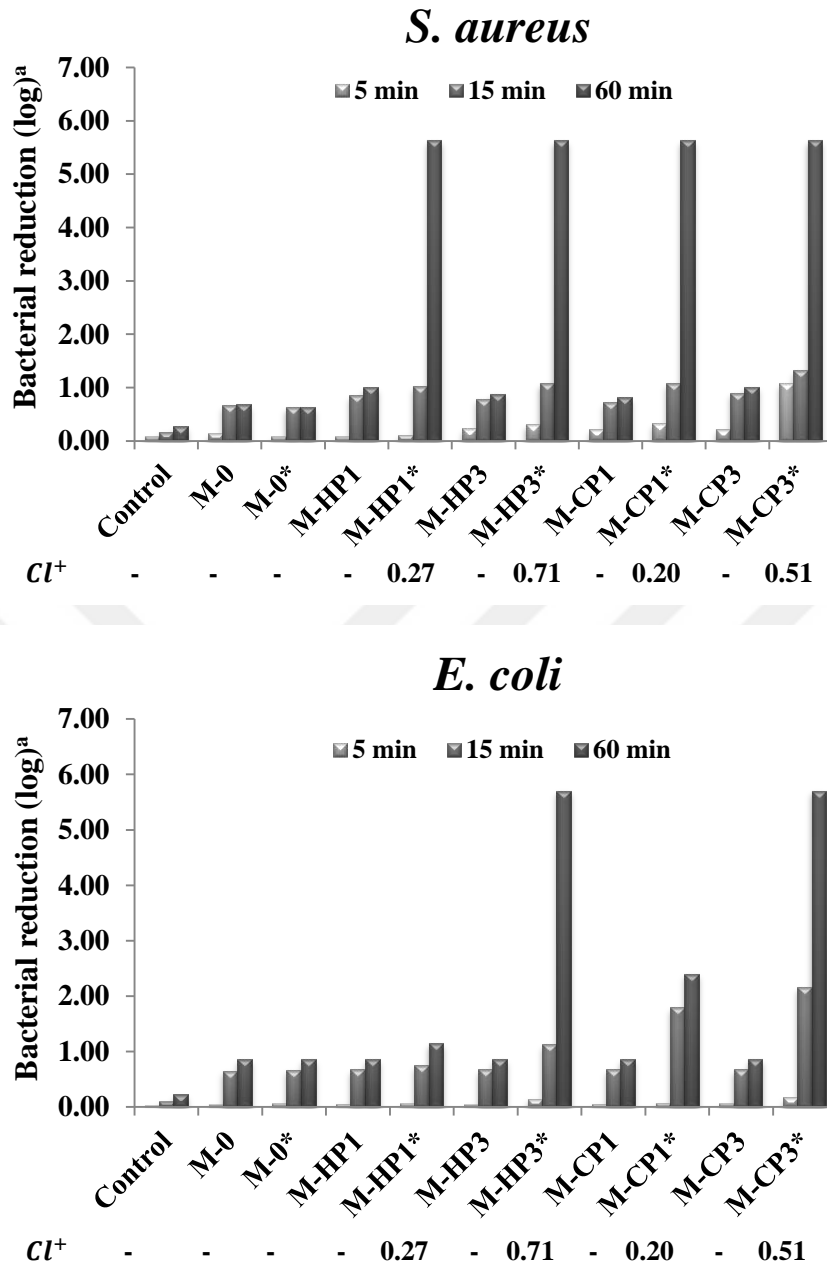 S. aureus
7.00
6.00
5.00
4.00
3.00
2.00
1.00
0.00
Bacterial reduction (log)ᵃ
5 min 15 min 60 min
Control M-0 M-0* M-HP1 M-HP1* M-HP3 M-HP3* M-CP1 M-CP1* M-CP3 M-CP3*
Cl⁺ - - - - 0.27 - 0.71 - 0.20 - 0.51
E. coli
7.00
6.00
5.00
4.00
3.00
2.00
1.00
0.00
Bacterial reduction (log)ᵃ
5 min 15 min 60 min
Control M-0 M-0* M-HP1 M-HP1* M-HP3 M-HP3* M-CP1 M-CP1* M-CP3 M-CP3*
Cl⁺ - - - - 0.27 - 0.71 - 0.20 - 0.51